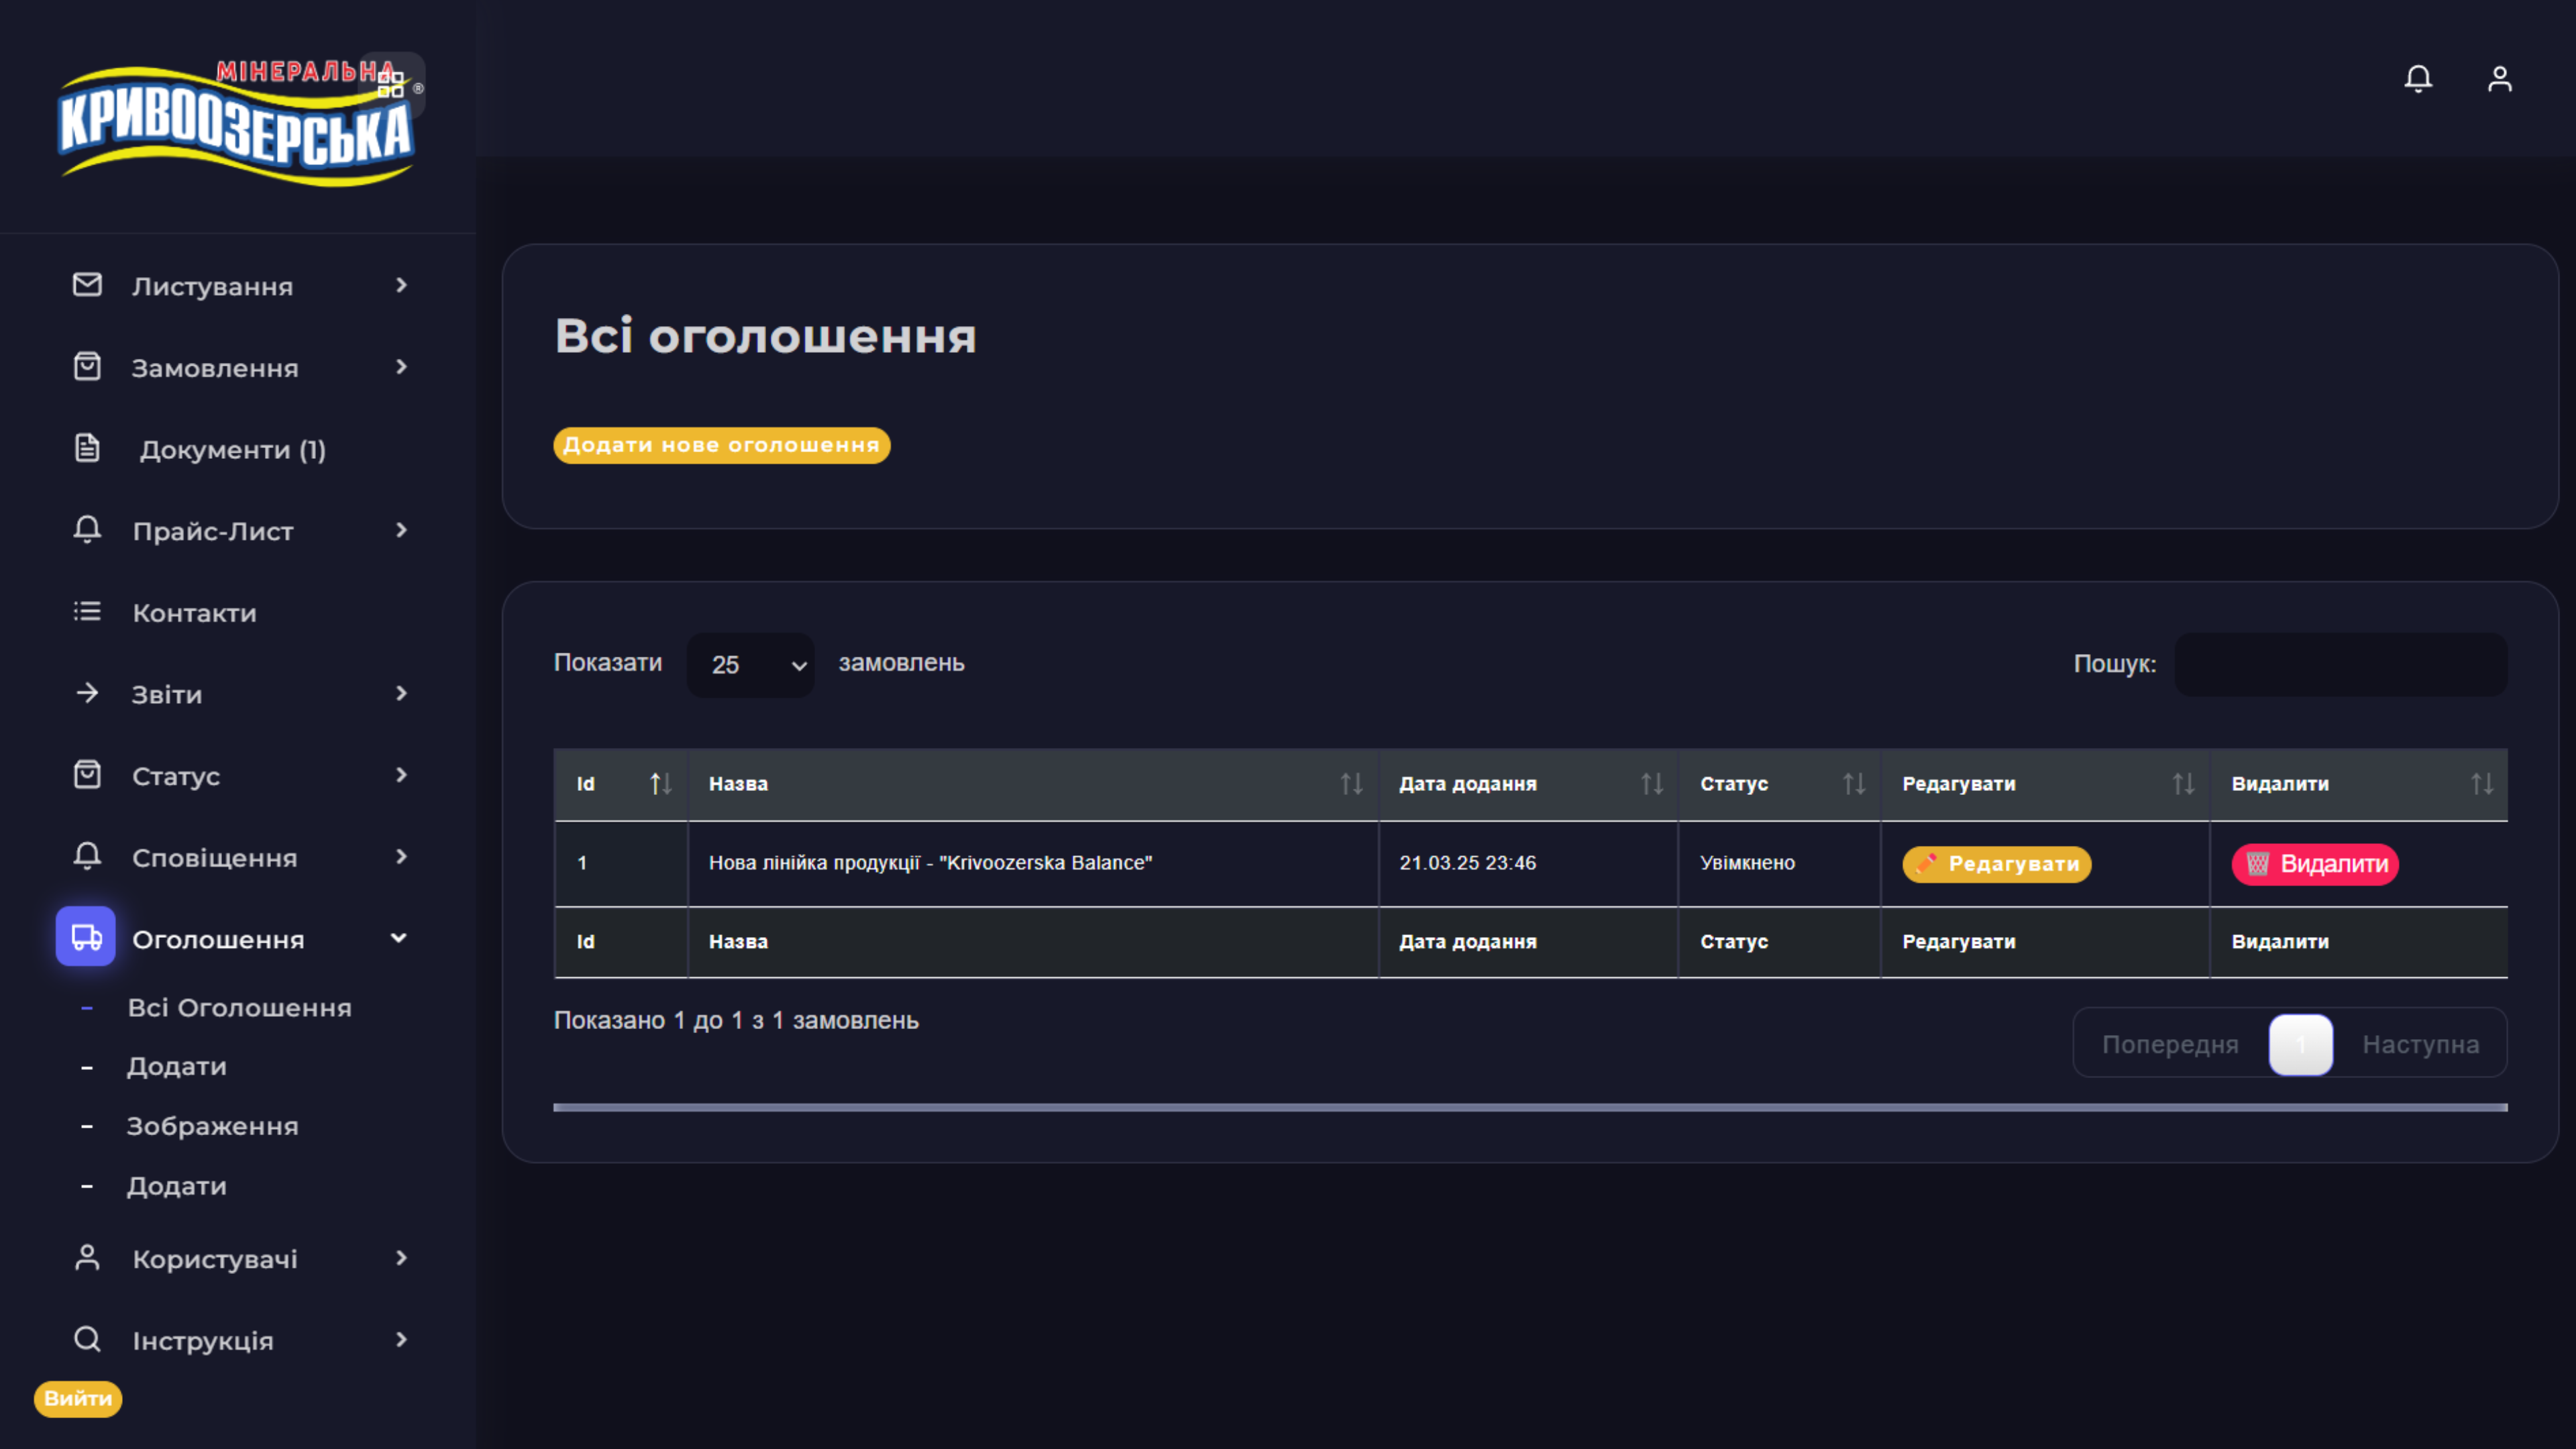 МІНЕРАЛЬНА
КРИВООЗЕРСЬКА ®
Листування
Замовлення
Документи (1)
Прайс-Лист
Контакти
Звіти
Статус
Сповіщення
Оголошення
- Всі Оголошення
- Додати
- Зображення
- Додати
Користувачі
Інструкція
Вийти
Всі оголошення
Додати нове оголошення
Показати 25 замовлень
Пошук:
Id Назва Дата додання Статус Редагувати Видалити
1 Нова лінійка продукції - "Krivoozerska Balance" 21.03.25 23:46 Увімкнено Редагувати Видалити
Id Назва Дата додання Статус Редагувати Видалити
Показано 1 до 1 з 1 замовлень
Попередня 1 Наступна